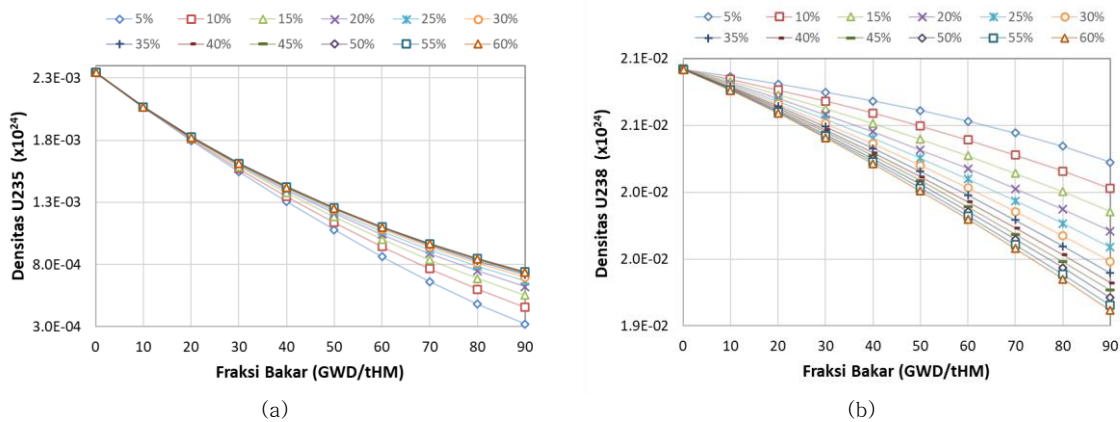 5% 10% 15% 20% 25% 30%
35% 40% 45% 50% 55% 60%
2.3E-03
1.8E-03
1.3E-03
8.0E-04
3.0E-04
Densitas U235 (x10^24)
0 10 20 30 40 50 60 70 80 90
Fraksi Bakar (GWD/tHM)
(a)
5% 10% 15% 20% 25% 30%
35% 40% 45% 50% 55% 60%
2.1E-02
2.1E-02
2.0E-02
2.0E-02
1.9E-02
Densitas U238 (x10^24)
0 10 20 30 40 50 60 70 80 90
Fraksi Bakar (GWD/tHM)
(b)